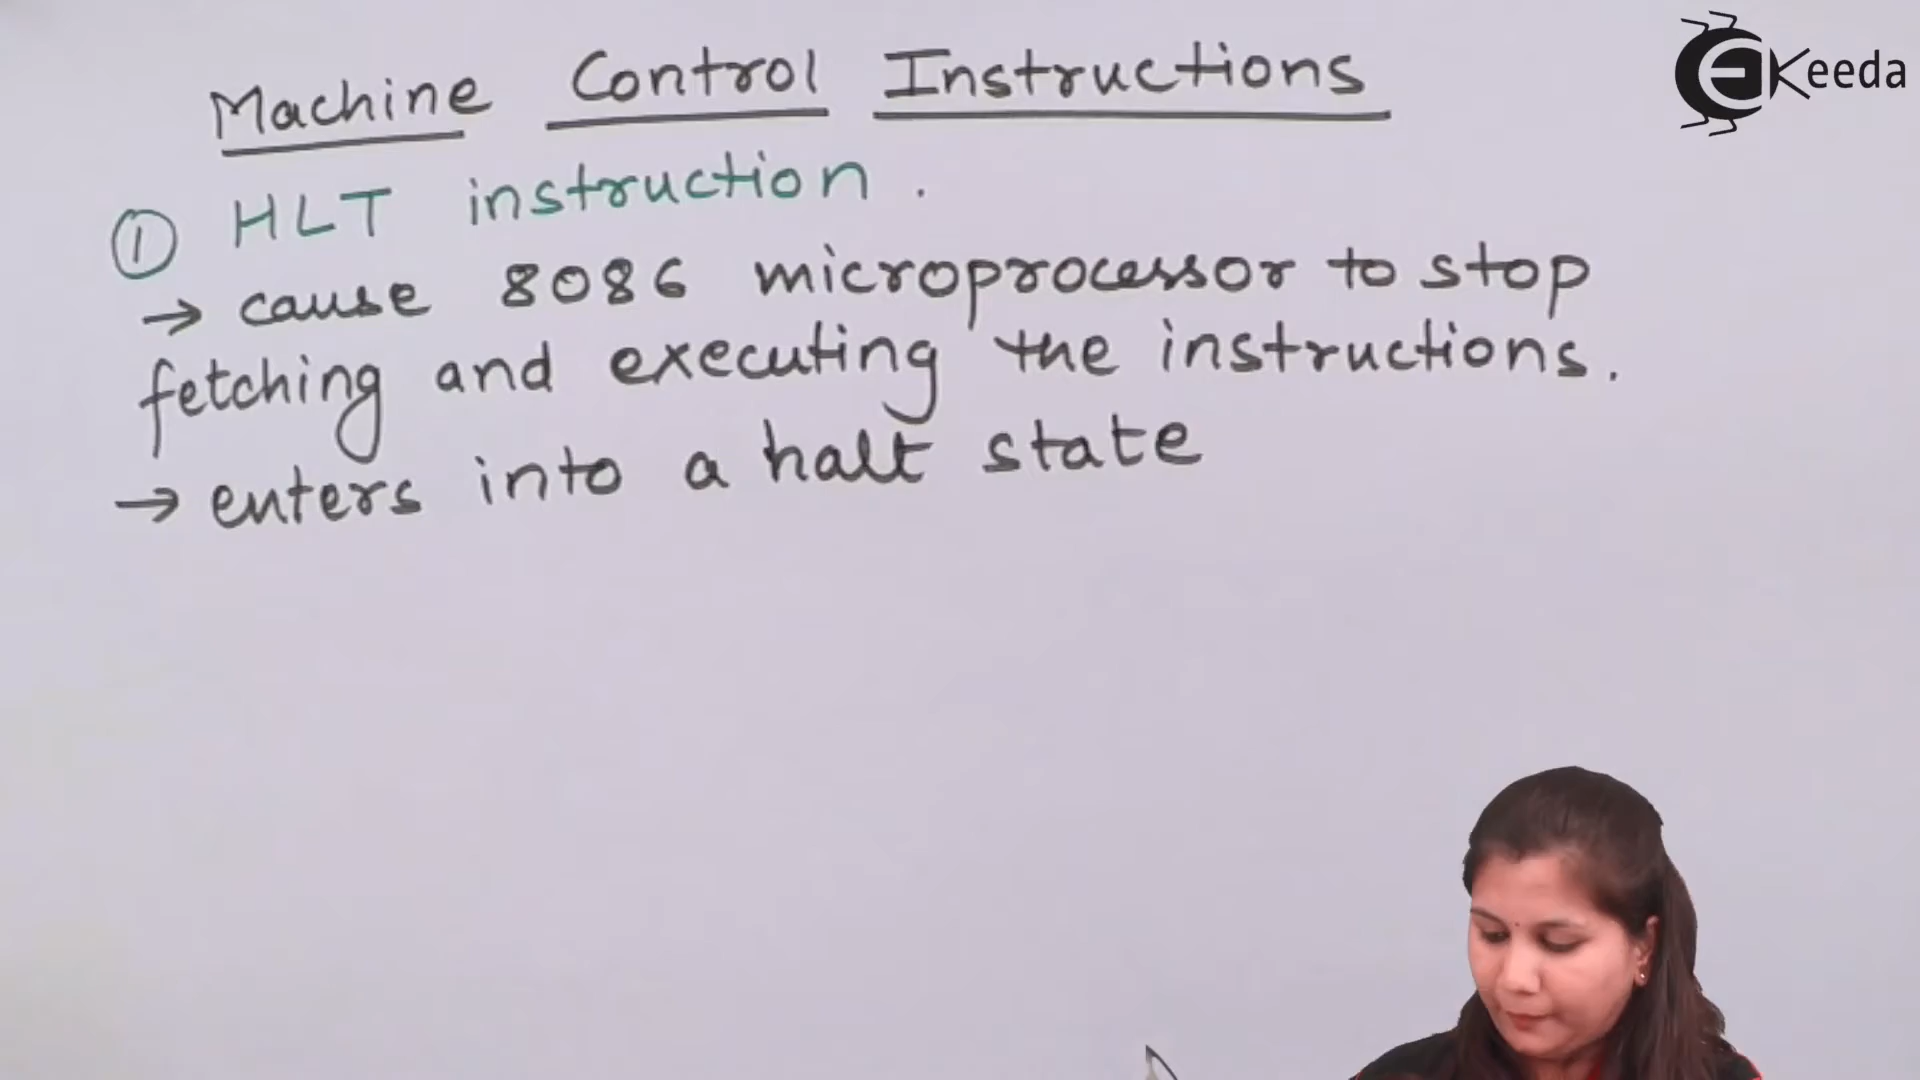 Machine Control Instructions
EKeeda
① HLT instruction.
→ cause 8086 microprocessor to stop
fetching and executing the instructions.
→ enters into a halt state